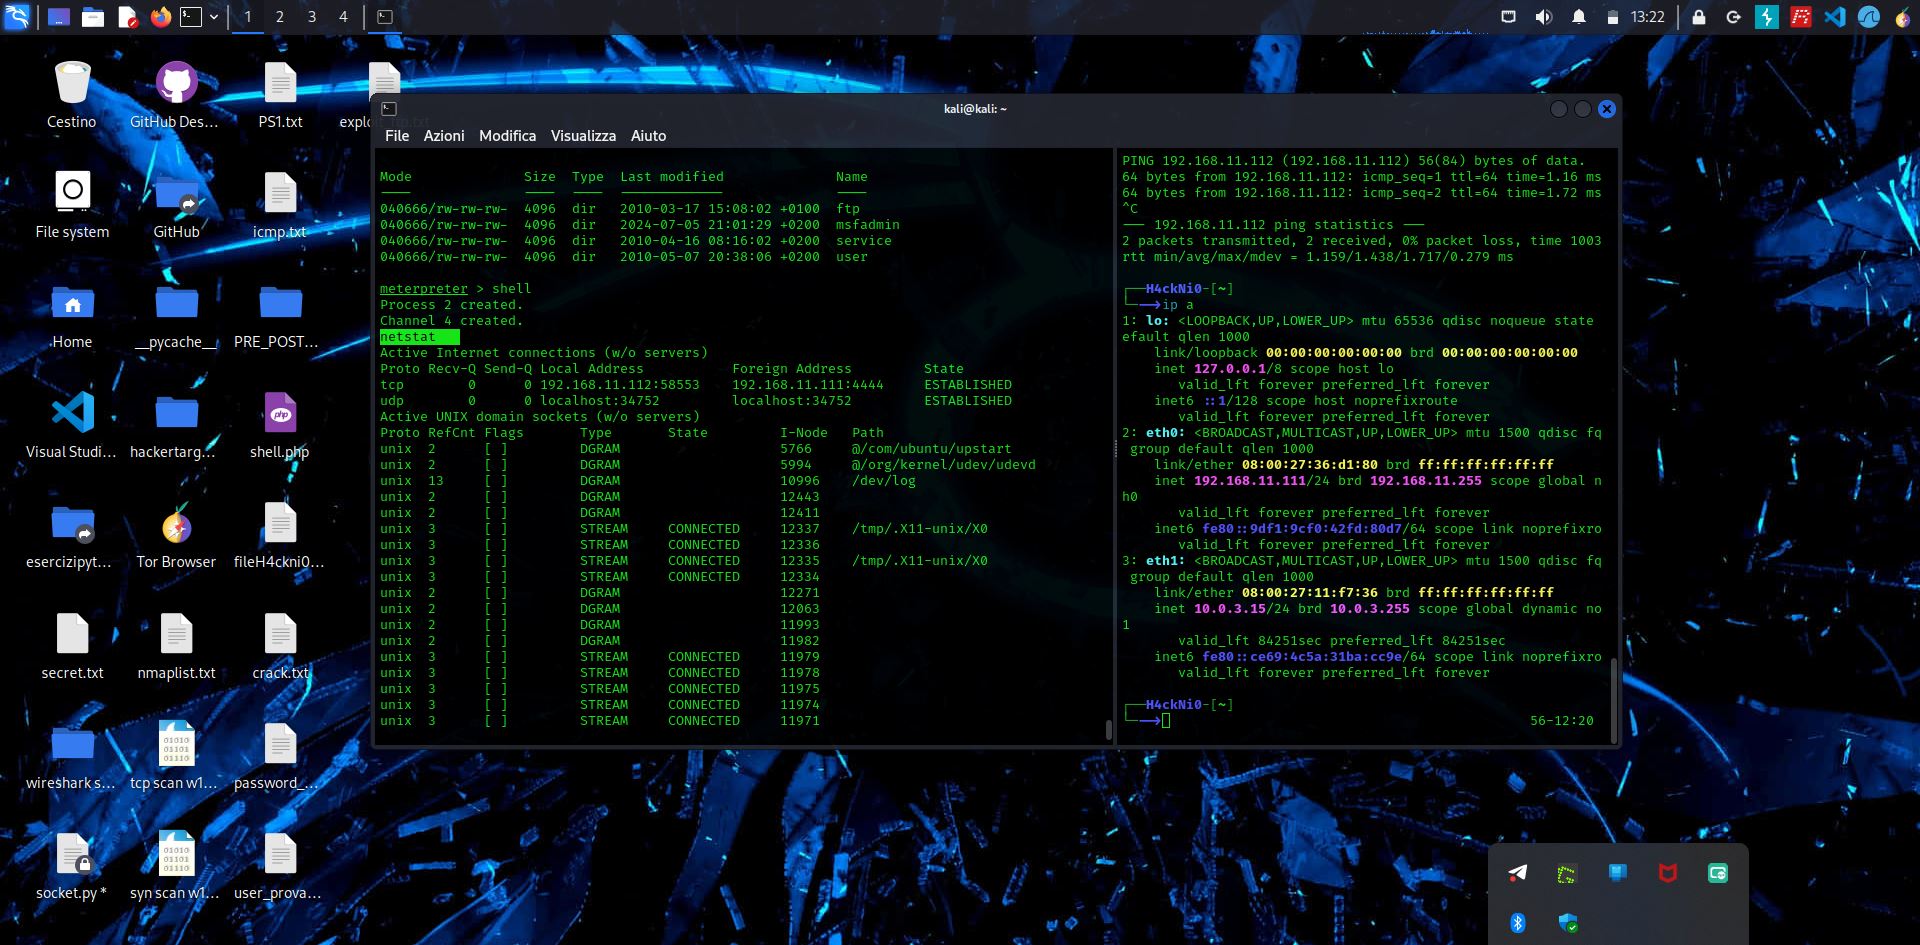 1 2 3 4
13:22
Cestino
GitHub Des...
PS1.txt
File system
GitHub
icmp.txt
Home
__pycache__
PRE_POST...
Visual Studi...
hackertarg...
shell.php
php
esercizipyt...
Tor Browser
fileH4ckni0...
secret.txt
nmaplist.txt
crack.txt
wireshark s...
tcp scan w1...
password_...
socket.py *
syn scan w1...
user_prova...
kali@kali: ~
File Azioni Modifica Visualizza Aiuto
Mode Size Type Last modified Name
040666/rw-rw-rw- 4096 dir 2010-03-17 15:08:02 +0100 ftp
040666/rw-rw-rw- 4096 dir 2024-07-05 21:01:29 +0200 msfadmin
040666/rw-rw-rw- 4096 dir 2010-04-16 08:16:02 +0200 service
040666/rw-rw-rw- 4096 dir 2010-05-07 20:38:06 +0200 user
meterpreter > shell
Process 2 created.
Channel 4 created.
netstat
Active Internet connections (w/o servers)
Proto Recv-Q Send-Q Local Address Foreign Address State
tcp 0 0 192.168.11.112:58553 192.168.11.111:4444 ESTABLISHED
udp 0 0 localhost:34752 localhost:34752 ESTABLISHED
Active UNIX domain sockets (w/o servers)
Proto RefCnt Flags Type State I-Node Path
unix 2 [ ] DGRAM 5766 @/com/ubuntu/upstart
unix 2 [ ] DGRAM 5994 @/org/kernel/udev/udevd
unix 13 [ ] DGRAM 10996 /dev/log
unix 2 [ ] DGRAM 12443
unix 2 [ ] DGRAM 12411
unix 3 [ ] STREAM CONNECTED 12337 /tmp/.X11-unix/X0
unix 3 [ ] STREAM CONNECTED 12336
unix 3 [ ] STREAM CONNECTED 12335 /tmp/.X11-unix/X0
unix 3 [ ] STREAM CONNECTED 12334
unix 2 [ ] DGRAM 12271
unix 2 [ ] DGRAM 12063
unix 2 [ ] DGRAM 11993
unix 2 [ ] DGRAM 11982
unix 3 [ ] STREAM CONNECTED 11979
unix 3 [ ] STREAM CONNECTED 11978
unix 3 [ ] STREAM CONNECTED 11975
unix 3 [ ] STREAM CONNECTED 11974
unix 3 [ ] STREAM CONNECTED 11971
PING 192.168.11.112 (192.168.11.112) 56(84) bytes of data.
64 bytes from 192.168.11.112: icmp_seq=1 ttl=64 time=1.16 ms
64 bytes from 192.168.11.112: icmp_seq=2 ttl=64 time=1.72 ms
^C
--- 192.168.11.112 ping statistics ---
2 packets transmitted, 2 received, 0% packet loss, time 1003
rtt min/avg/max/mdev = 1.159/1.438/1.717/0.279 ms
┌──H4ckNi0-[~]
└─→ip a
1: lo: <LOOPBACK,UP,LOWER_UP> mtu 65536 qdisc noqueue state
efault qlen 1000
link/loopback 00:00:00:00:00:00 brd 00:00:00:00:00:00
inet 127.0.0.1/8 scope host lo
valid_lft forever preferred_lft forever
inet6 ::1/128 scope host noprefixroute
valid_lft forever preferred_lft forever
2: eth0: <BROADCAST,MULTICAST,UP,LOWER_UP> mtu 1500 qdisc fq
group default qlen 1000
link/ether 08:00:27:36:d1:80 brd ff:ff:ff:ff:ff:ff
inet 192.168.11.111/24 brd 192.168.11.255 scope global n
h0
valid_lft forever preferred_lft forever
inet6 fe80::9df1:9cf0:42fd:80d7/64 scope link noprefixro
valid_lft forever preferred_lft forever
3: eth1: <BROADCAST,MULTICAST,UP,LOWER_UP> mtu 1500 qdisc fq
group default qlen 1000
link/ether 08:00:27:11:f7:36 brd ff:ff:ff:ff:ff:ff
inet 10.0.3.15/24 brd 10.0.3.255 scope global dynamic no
1
valid_lft 84251sec preferred_lft 84251sec
inet6 fe80::ce69:4c5a:31ba:cc9e/64 scope link noprefixro
valid_lft forever preferred_lft forever
┌──H4ckNi0-[~]
└─→ 56-12:20